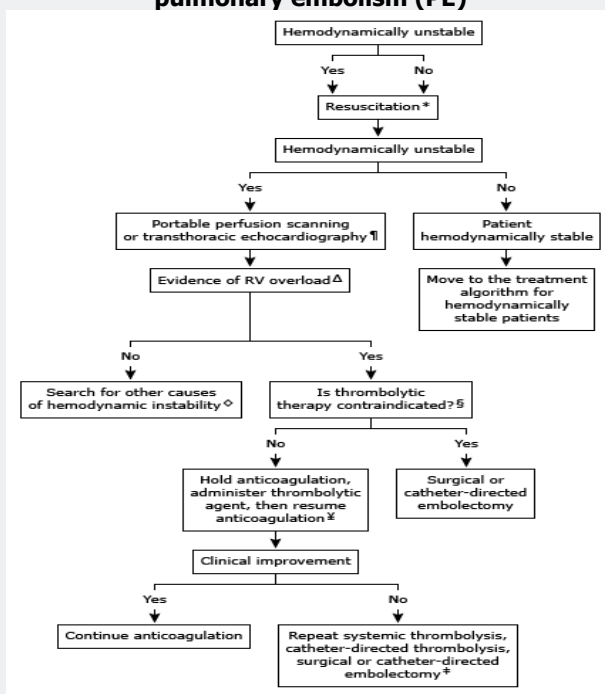 pulmonary embolism (PE)
Hemodynamically unstable
Yes
No
Resuscitation*
Hemodynamically unstable
Yes
No
Portable perfusion scanning
or transthoracic echocardiography¶
Patient
hemodynamically stable
Evidence of RV overloadΔ
Move to the treatment
algorithm for
hemodynamically
stable patients
No
Yes
Search for other causes
of hemodynamic instability◇
Is thrombolytic
therapy contraindicated?§
No
Yes
Hold anticoagulation,
administer thrombolytic
agent, then resume
anticoagulation¥
Surgical or
catheter-directed
embolectomy
Clinical improvement
Yes
No
Continue anticoagulation
Repeat systemic thrombolysis,
catheter-directed thrombolysis,
surgical or catheter-directed
embolectomy‡